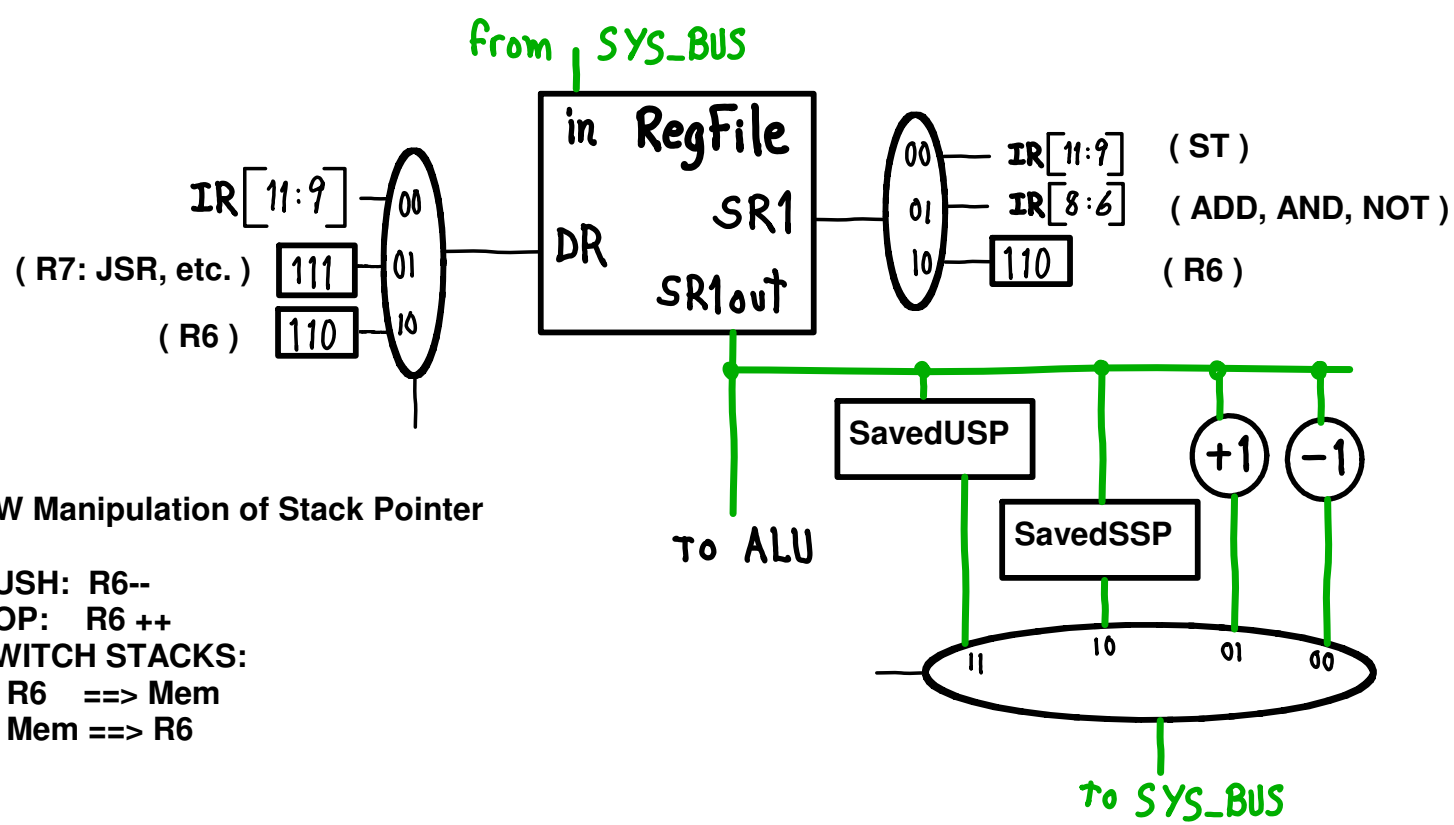 from SYS_BUS
in RegFile
IR[11:9] 00
DR
SR1
SR1out
( R7: JSR, etc. ) 111 01
( R6 ) 110 10
00 IR[11:9] ( ST )
01 IR[8:6] ( ADD, AND, NOT )
10 110 ( R6 )
SavedUSP
+1 -1
SavedSSP
To ALU
11 10 01 00
to SYS_BUS
W Manipulation of Stack Pointer
USH: R6--
OP: R6 ++
WITCH STACKS:
R6 ==> Mem
Mem ==> R6